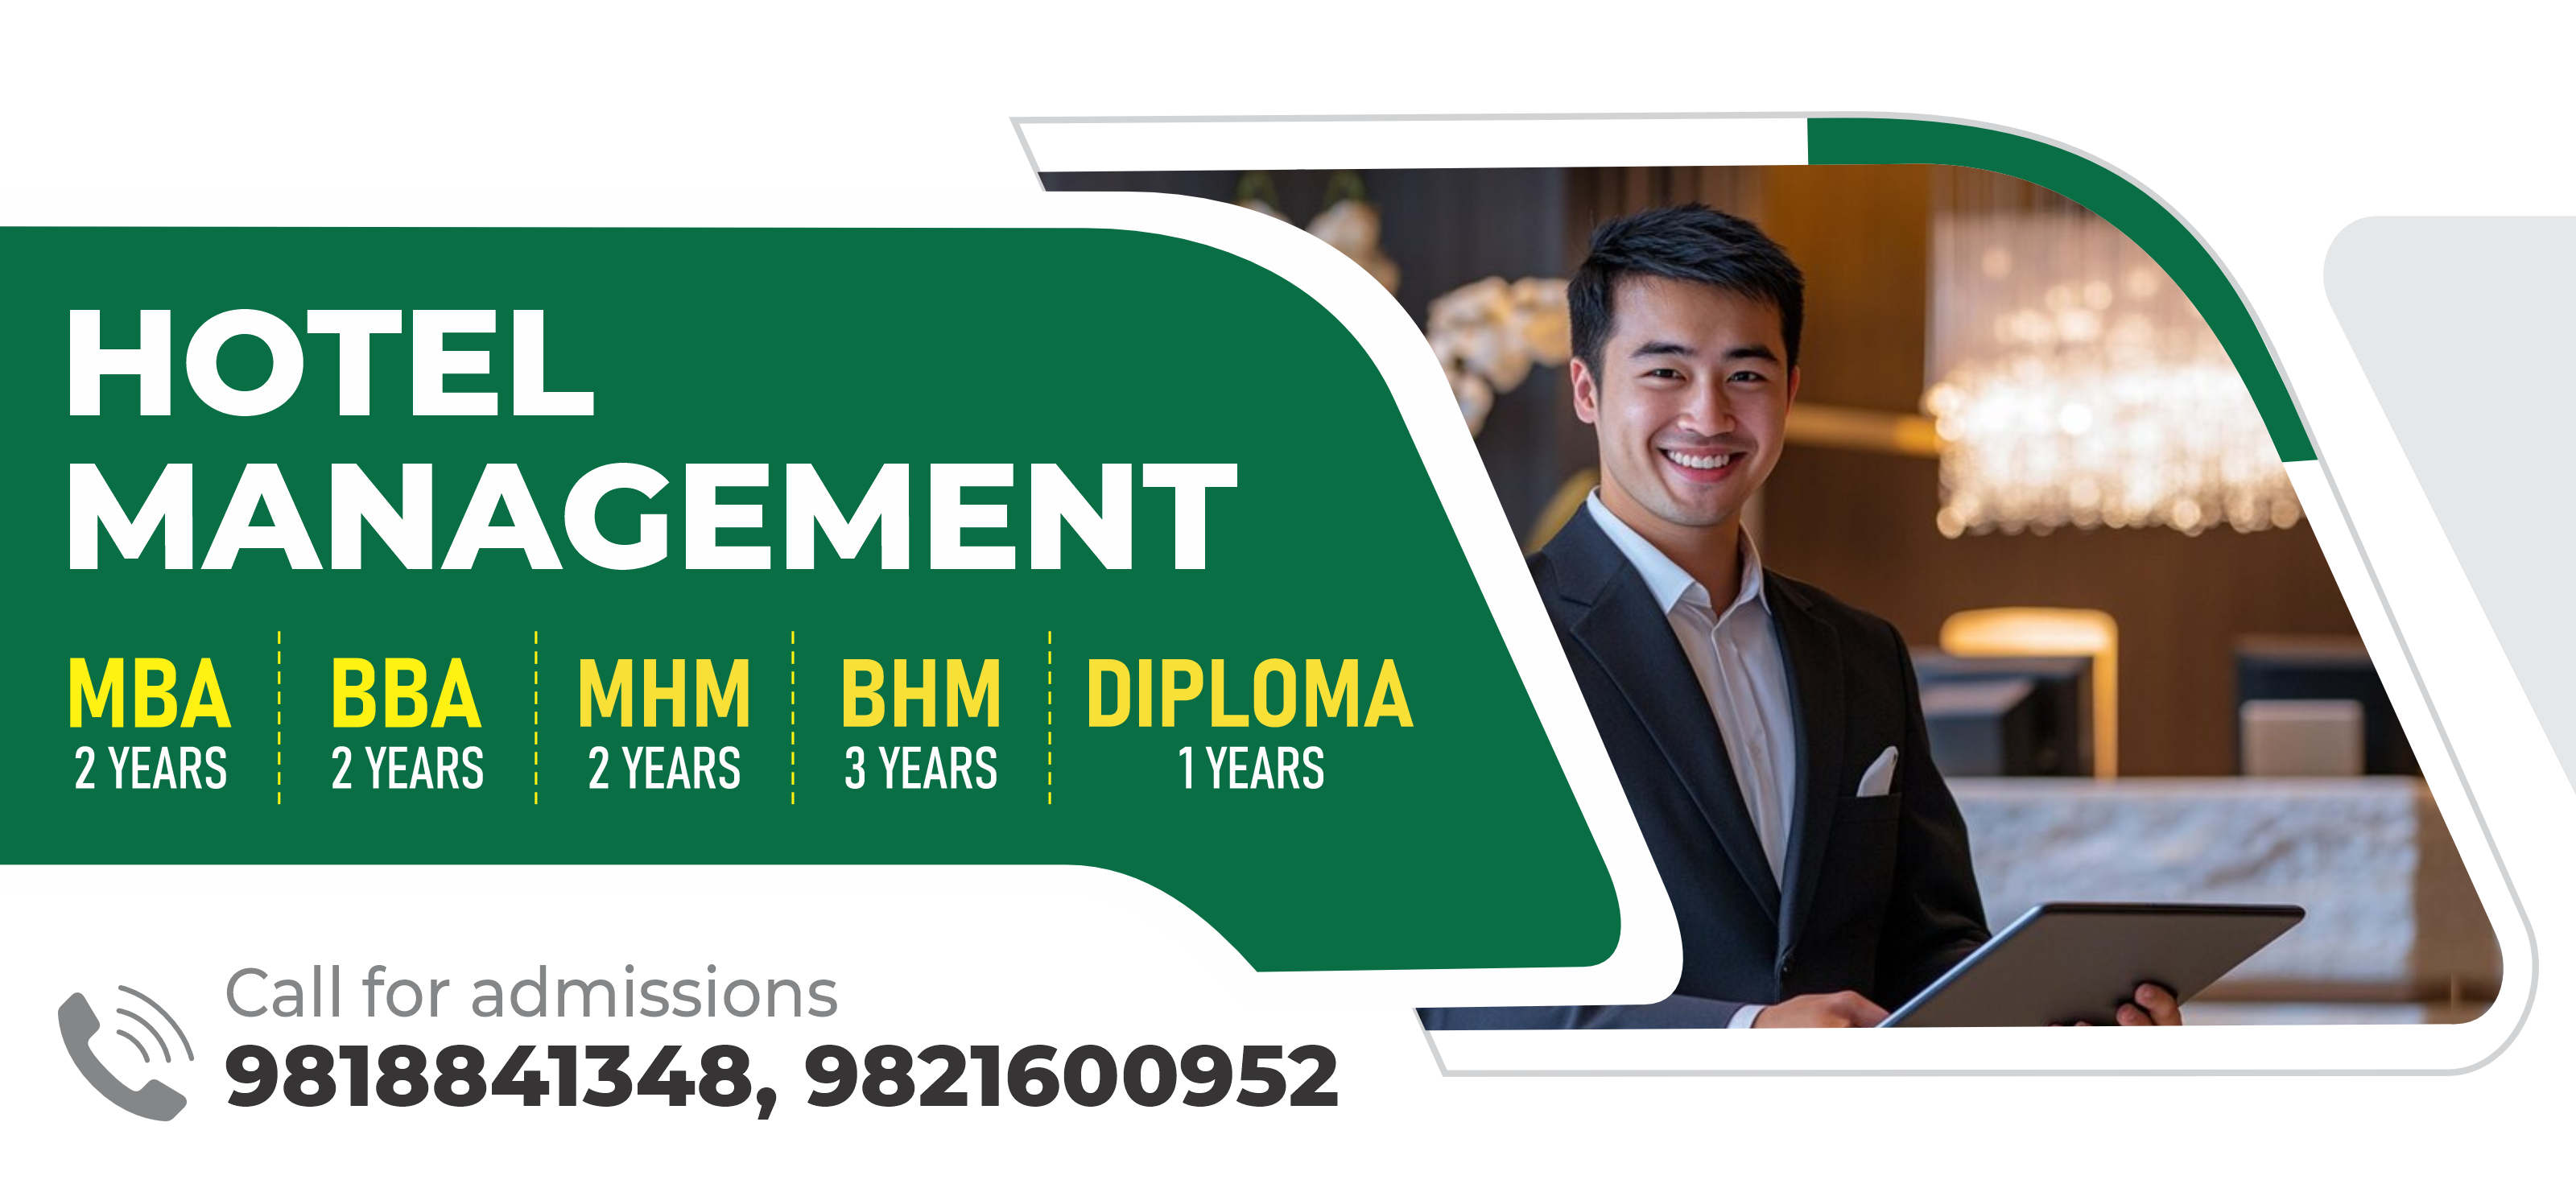 HOTEL
MANAGEMENT
MBA BBA MHM BHM DIPLOMA
2 YEARS 2 YEARS 2 YEARS 3 YEARS 1 YEARS
Call for admissions
9818841348, 9821600952